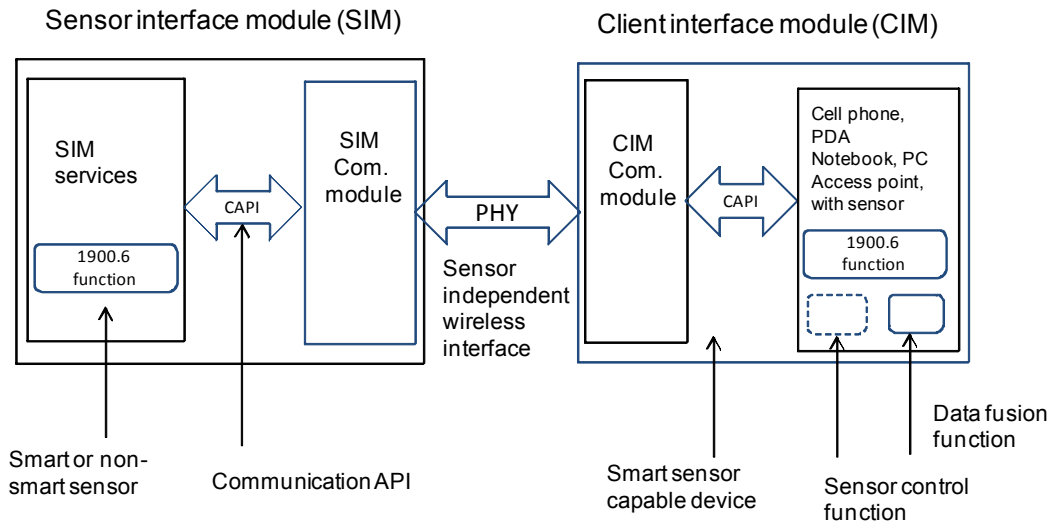 Sensor interface module (SIM)
Client interface module (CIM)
SIM
services
CAPI
SIM
Com.
module
1900.6
function
PHY
Sensor
independent
wireless
interface
CIM
Com.
module
CAPI
Cell phone,
PDA
Notebook, PC
Access point,
with sensor
1900.6
function
Smart or non-
smart sensor
Communication API
Smart sensor
capable device
Sensor control
function
Data fusion
function